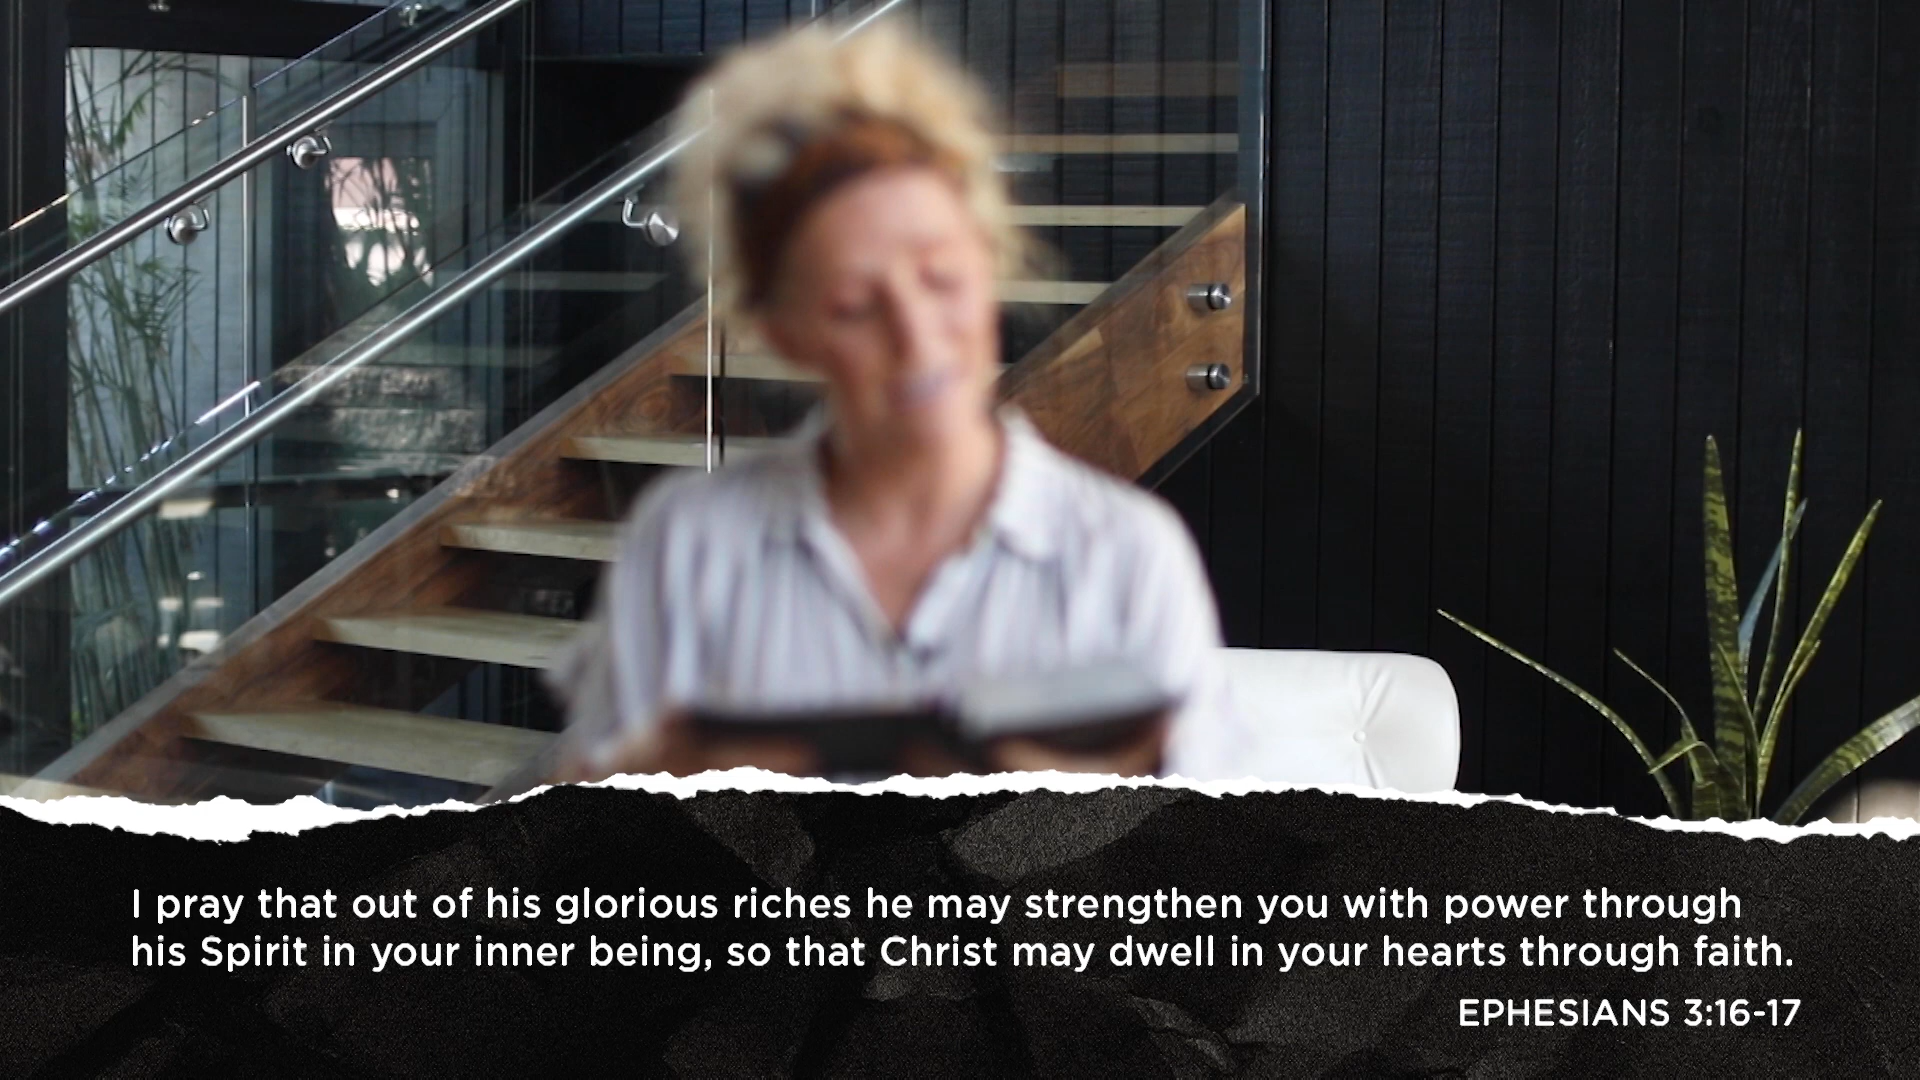 I pray that out of his glorious riches he may strengthen you with power through
his Spirit in your inner being, so that Christ may dwell in your hearts through faith.
EPHESIANS 3:16-17